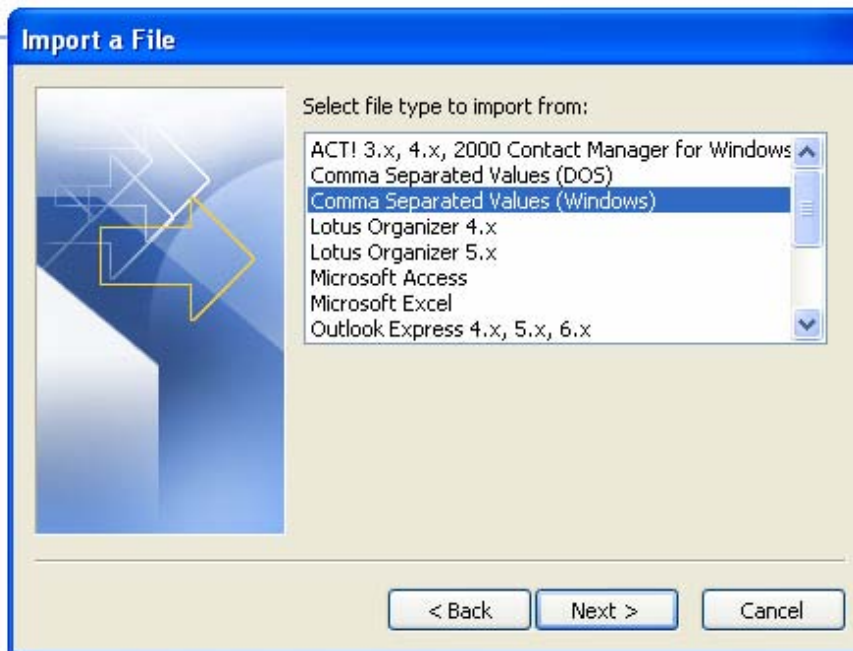 Import a File
Select file type to import from:
ACT! 3.x, 4.x, 2000 Contact Manager for Windows
Comma Separated Values (DOS)
Comma Separated Values (Windows)
Lotus Organizer 4.x
Lotus Organizer 5.x
Microsoft Access
Microsoft Excel
Outlook Express 4.x, 5.x, 6.x
< Back Next > Cancel